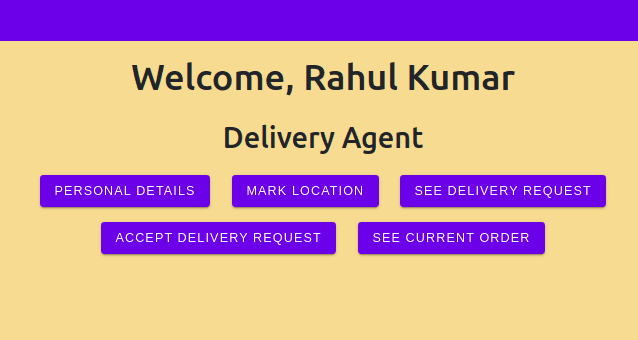 Welcome, Rahul Kumar
Delivery Agent
PERSONAL DETAILS MARK LOCATION SEE DELIVERY REQUEST
ACCEPT DELIVERY REQUEST SEE CURRENT ORDER